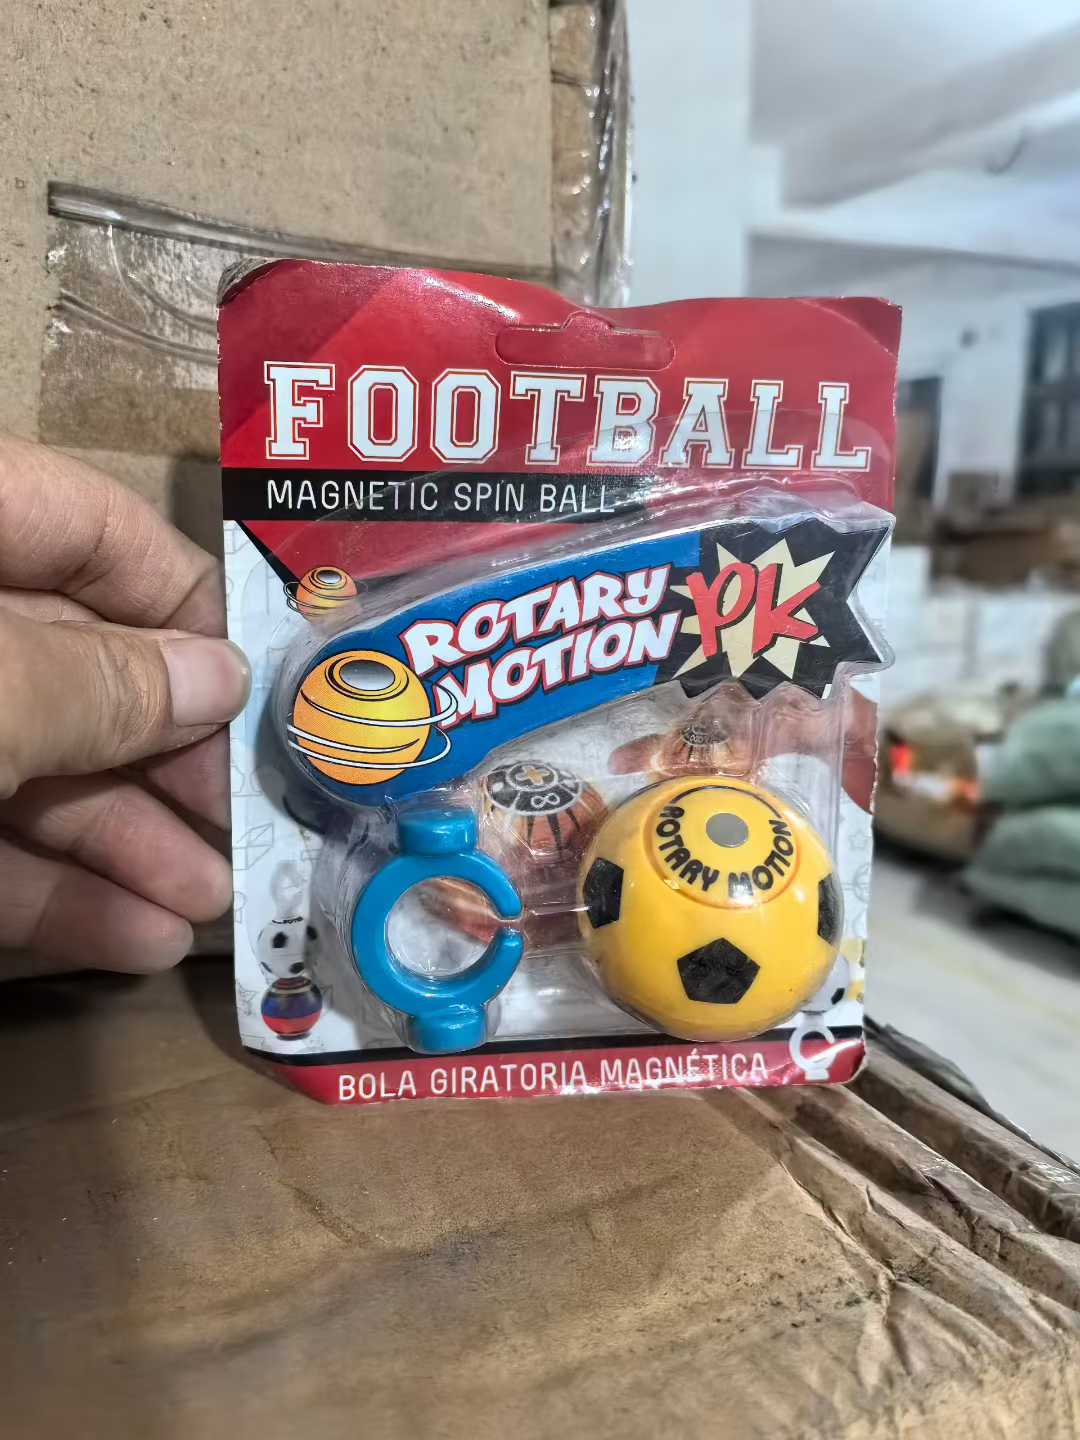 FOOTBALL
MAGNETIC SPIN BALL
ROTARY
MOTION
PK
ROTARY MOTION
BOLA GIRATORIA MAGNÉTICA